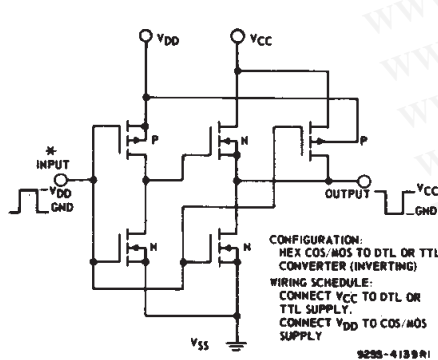 VDD
VCC
P
N
P
*
INPUT
VDD
GND
OUTPUT
VCC
GND
N
N
CONFIGURATION:
HEX COS/MOS TO DTL OR TTL
CONVERTER (INVERTING)
WIRING SCHEDULE:
CONNECT VCC TO DTL OR
TTL SUPPLY.
CONNECT VDD TO COS/MOS
SUPPLY
VSS
92SS-4139R1